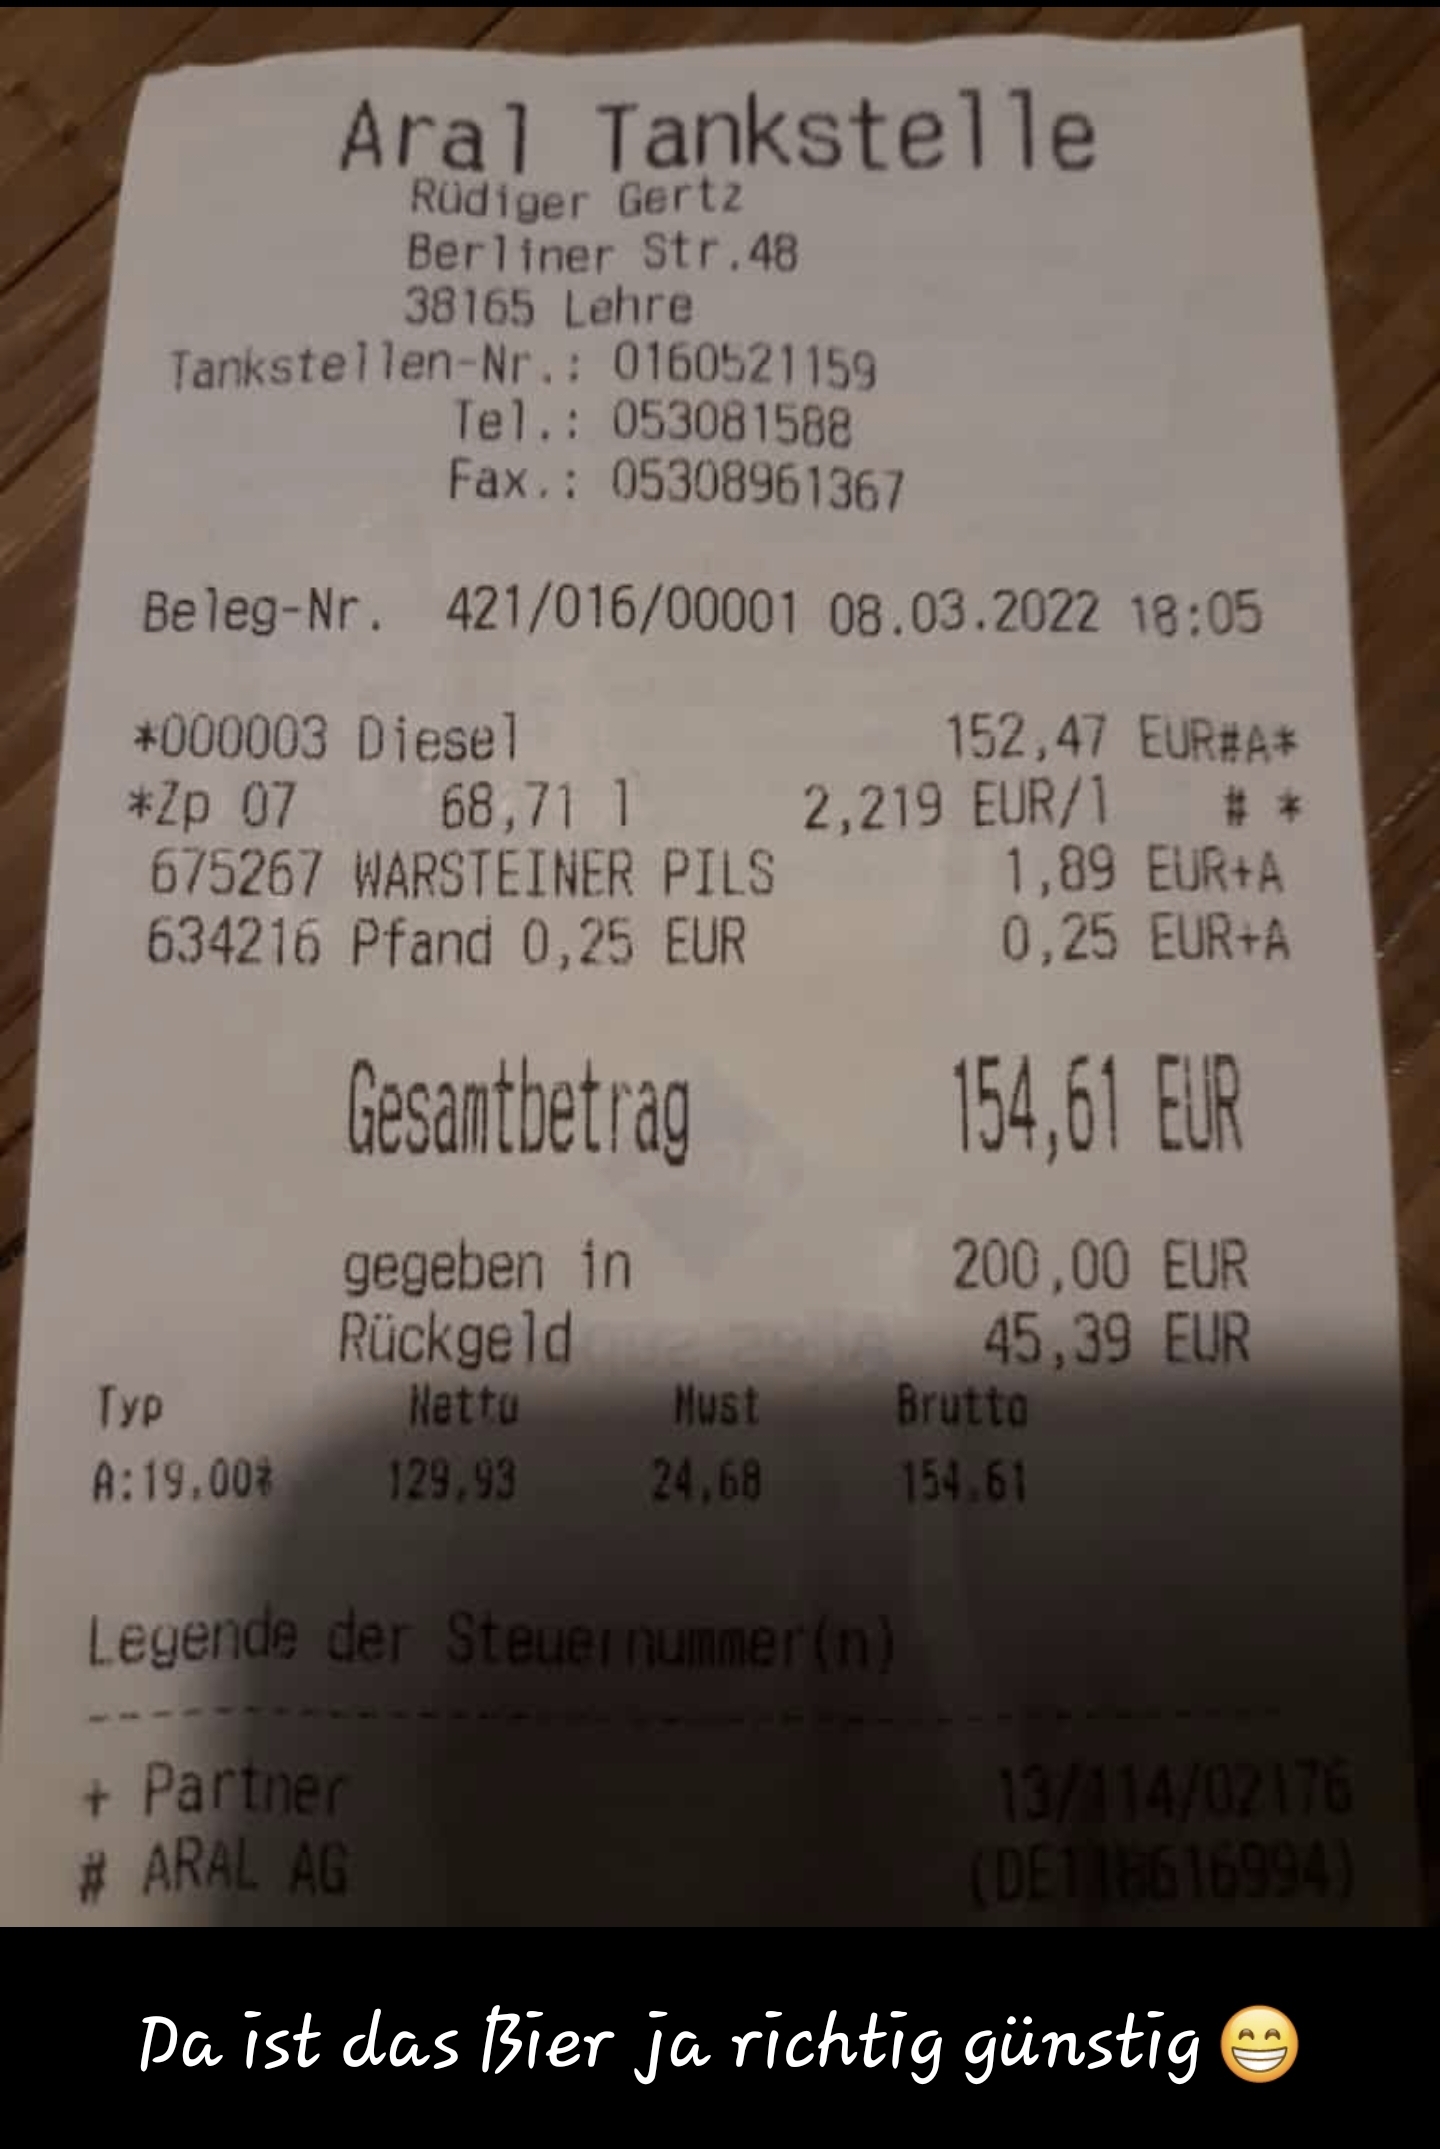 Aral Tankstelle
Rüdiger Gertz
Berliner Str.48
38165 Lehre
Tankstellen-Nr.: 0160521159
Tel.: 053081588
Fax.: 05308961367
Beleg-Nr. 421/016/00001 08.03.2022 18:05
*000003 Diesel 152,47 EUR#A*
*Zp 07 68,71 l 2,219 EUR/l # *
675267 WARSTEINER PILS 1,89 EUR+A
634216 Pfand 0,25 EUR 0,25 EUR+A
Gesamtbetrag 154,61 EUR
gegeben in 200,00 EUR
Rückgeld 45,39 EUR
Typ Netto Mwst Brutto
A:19.00% 129.93 24,68 154.61
Legende der Steuernummer(n)
--------------------------------------
+ Partner 13/114/02176
# ARAL AG (DE118616994)
Da ist das Bier ja richtig günstig 😁